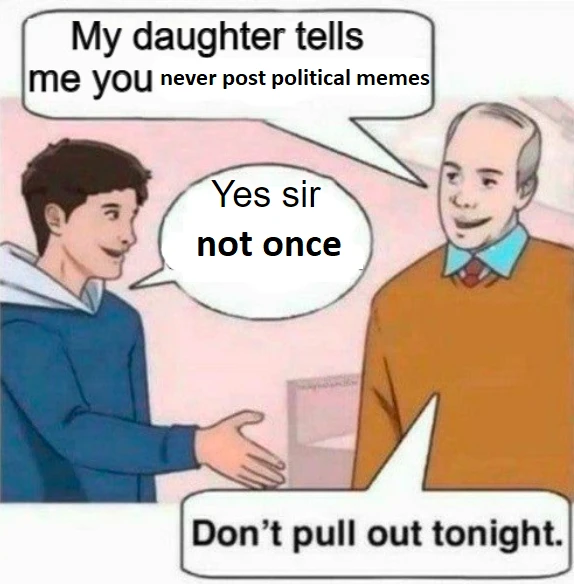 My daughter tells
me you never post political memes
Yes sir
not once
Don't pull out tonight.